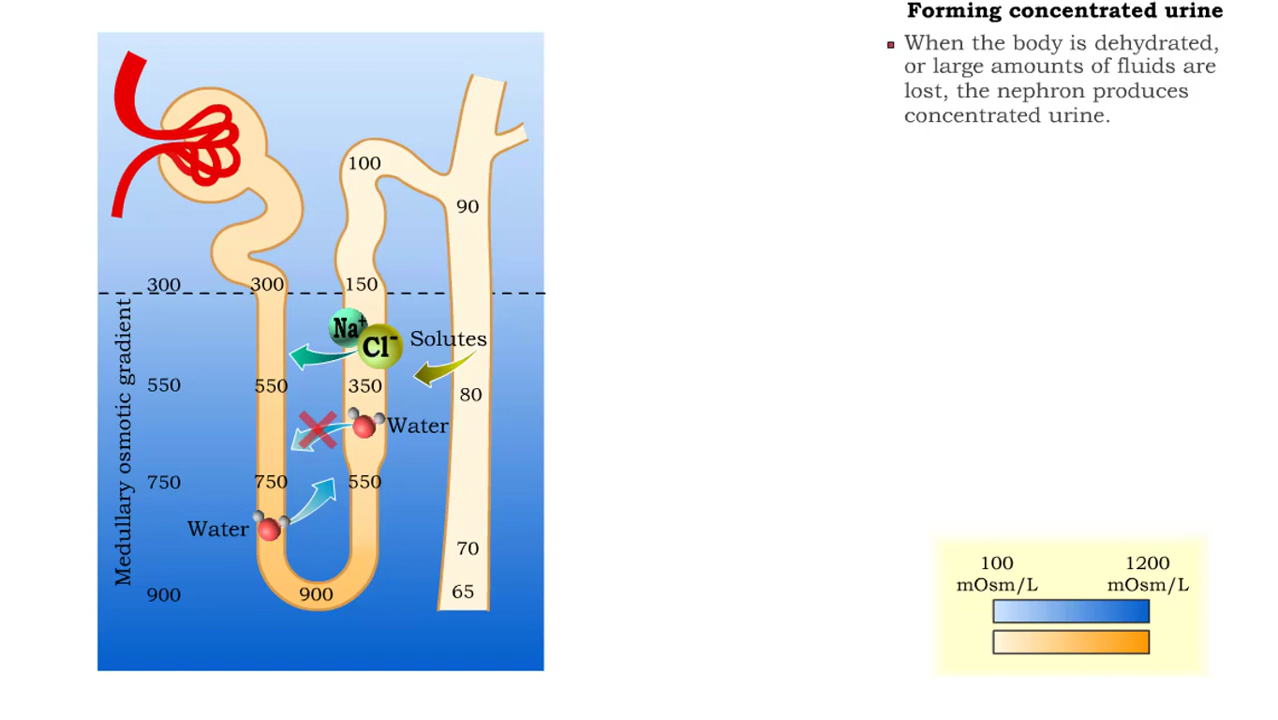 Forming concentrated urine
When the body is dehydrated,
or large amounts of fluids are
lost, the nephron produces
concentrated urine.
100
90
300 300 150
Na+
Cl-
Solutes
550 550 350
80
Water
750 750 550
Water
70
900 900 65
Medullary osmotic gradient
100 1200
mOsm/L mOsm/L